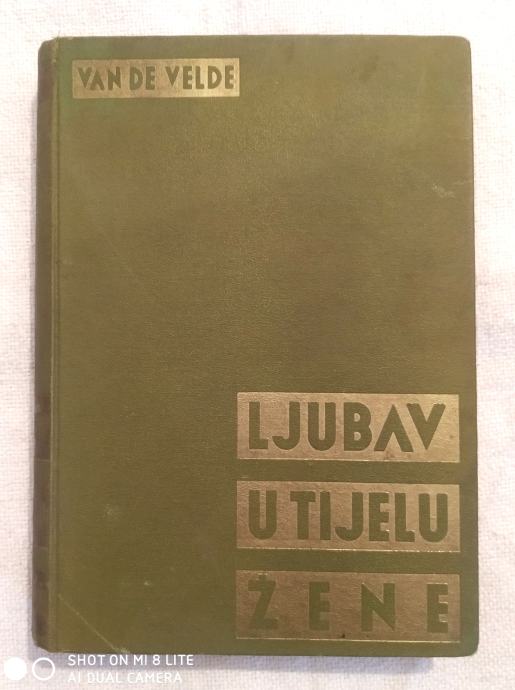 VAN DE VELDE
LJUBAV
U TIJELU
ŽENE
SHOT ON MI 8 LITE
AI DUAL CAMERA